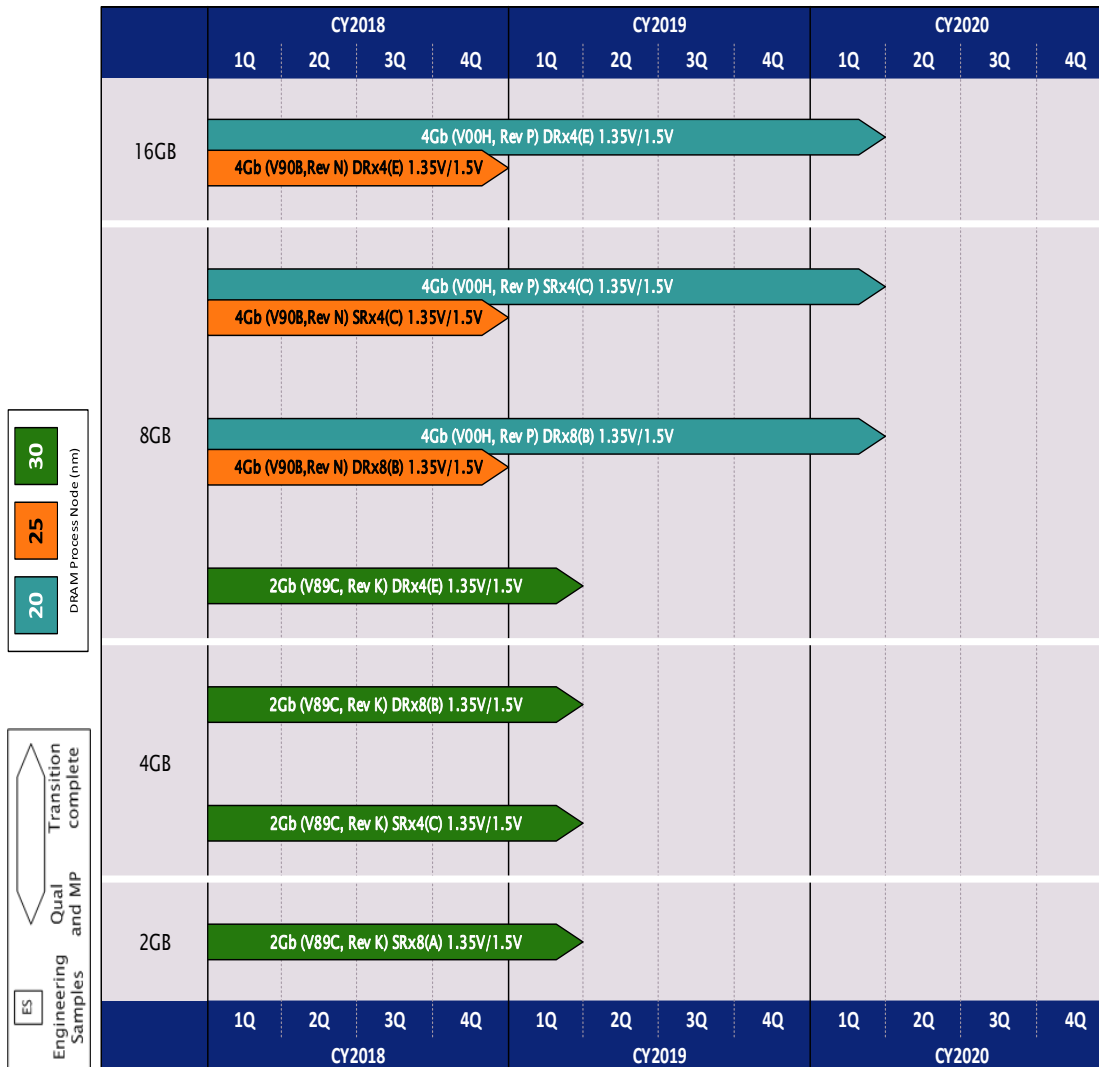 CY2018 CY2019 CY2020
1Q 2Q 3Q 4Q 1Q 2Q 3Q 4Q 1Q 2Q 3Q 4Q
16GB
4Gb (V00H, Rev P) DRx4(E) 1.35V/1.5V
4Gb (V90B,Rev N) DRx4(E) 1.35V/1.5V
8GB
4Gb (V00H, Rev P) SRx4(C) 1.35V/1.5V
4Gb (V90B,Rev N) SRx4(C) 1.35V/1.5V
4Gb (V00H, Rev P) DRx8(B) 1.35V/1.5V
4Gb (V90B,Rev N) DRx8(B) 1.35V/1.5V
2Gb (V89C, Rev K) DRx4(E) 1.35V/1.5V
4GB
2Gb (V89C, Rev K) DRx8(B) 1.35V/1.5V
2Gb (V89C, Rev K) SRx4(C) 1.35V/1.5V
2GB
2Gb (V89C, Rev K) SRx8(A) 1.35V/1.5V
1Q 2Q 3Q 4Q 1Q 2Q 3Q 4Q 1Q 2Q 3Q 4Q
CY2018 CY2019 CY2020
20 25 30
DRAM Process Node (nm)
ES
Engineering
Samples
Qual
and MP
Transition
complete